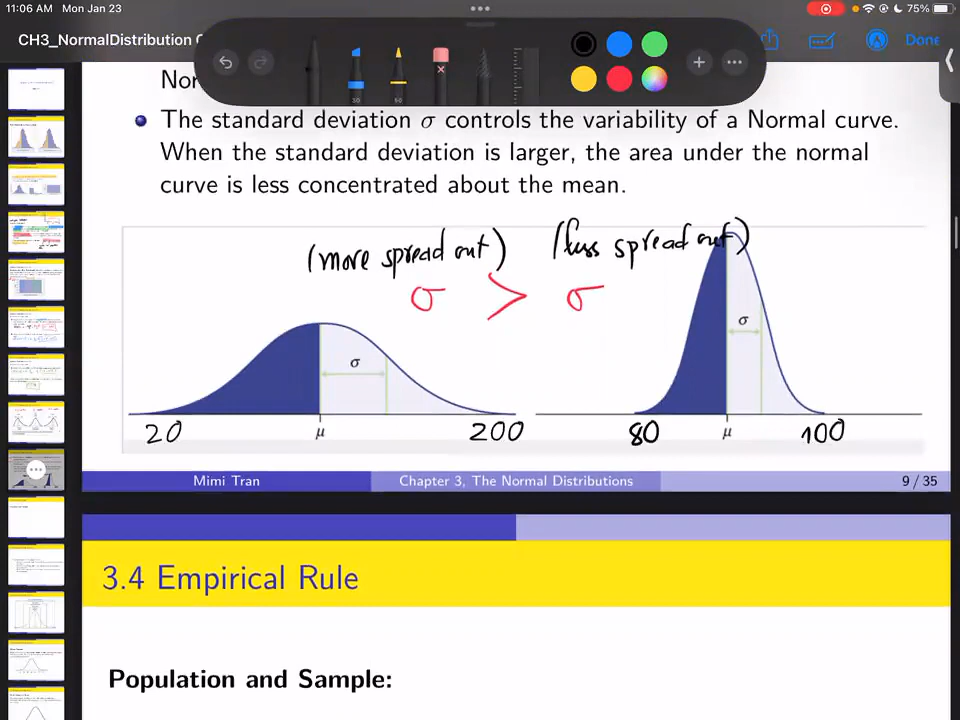 11:06 AM Mon Jan 23
75%
CH3_NormalDistribution
Done
Nor
• The standard deviation σ controls the variability of a Normal curve.
When the standard deviation is larger, the area under the normal
curve is less concentrated about the mean.
(more spread out) (less spread out)
σ > σ
σ
σ
20 μ 200 80 μ 100
Mimi Tran Chapter 3, The Normal Distributions 9 / 35
3.4 Empirical Rule
Population and Sample: